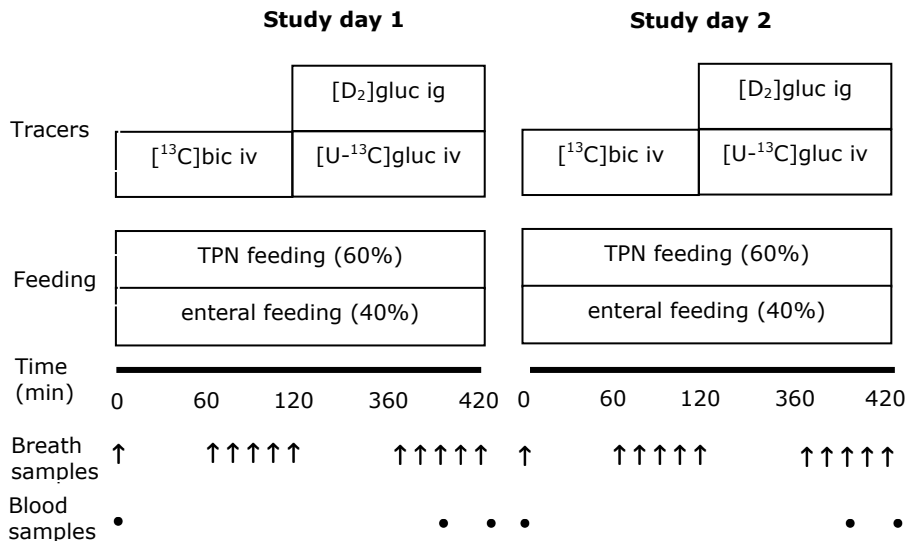 Study day 1 Study day 2
[D₂]gluc ig [D₂]gluc ig
Tracers
[¹³C]bic iv [U-¹³C]gluc iv [¹³C]bic iv [U-¹³C]gluc iv
TPN feeding (60%) TPN feeding (60%)
Feeding
enteral feeding (40%) enteral feeding (40%)
Time
(min)
0 60 120 360 420 0 60 120 360 420
Breath
samples
Blood
samples